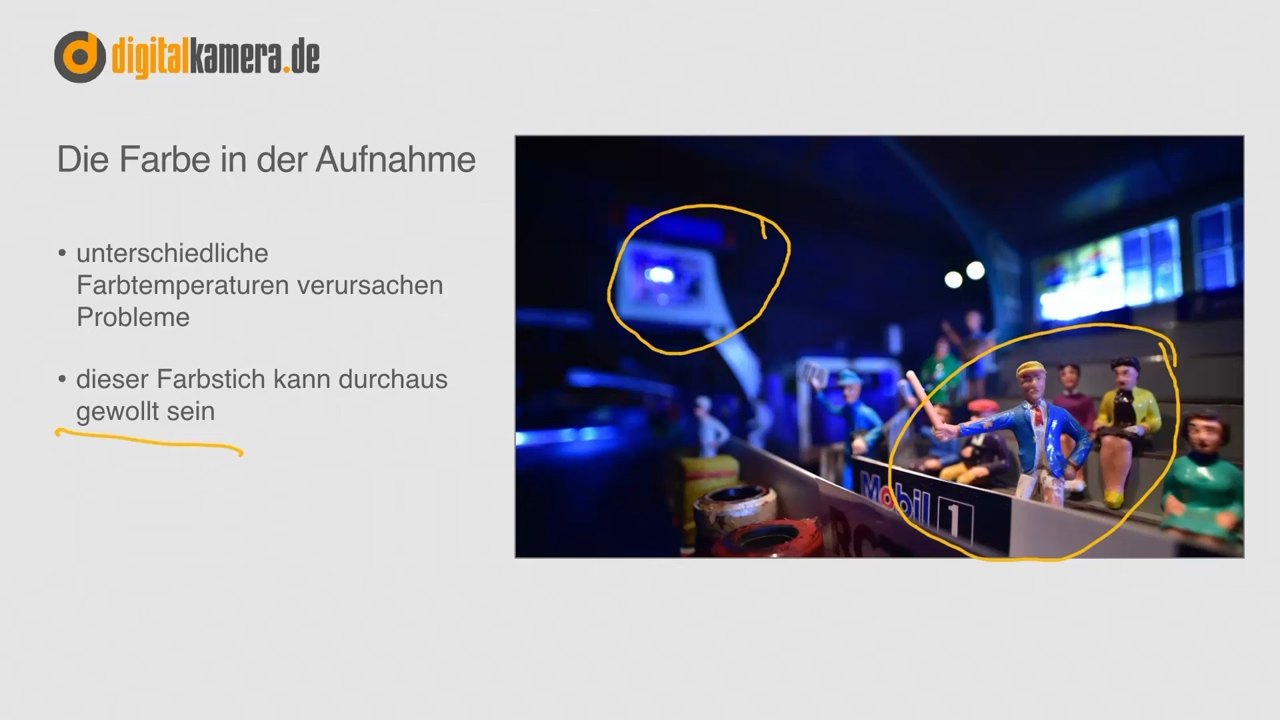 digitalkamera.de
Die Farbe in der Aufnahme
• unterschiedliche
Farbtemperaturen verursachen
Probleme
• dieser Farbstich kann durchaus
gewollt sein
Mobil 1